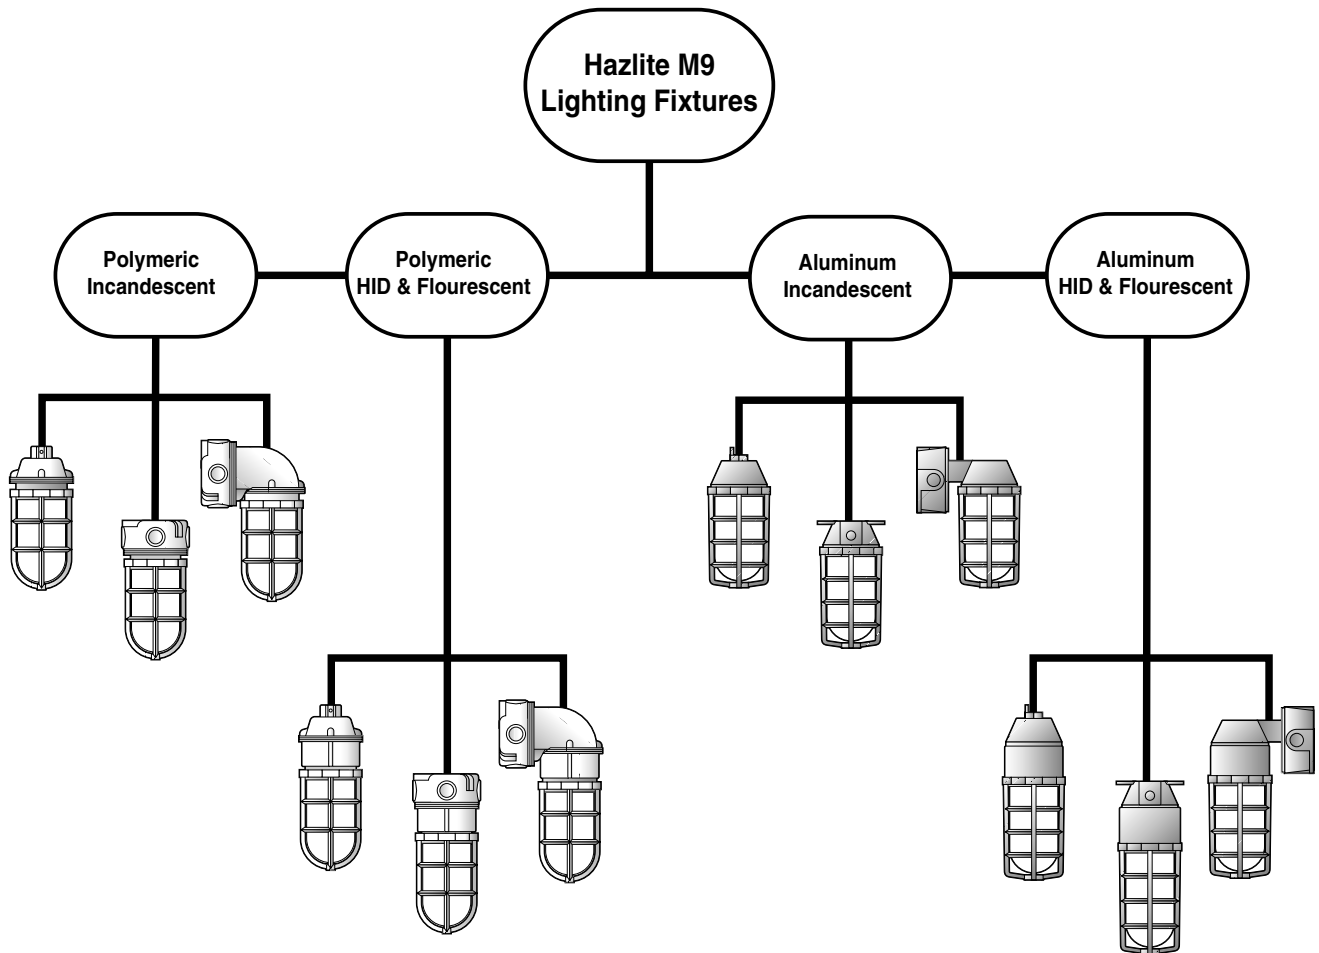 Hazlite M9
Lighting Fixtures
Polymeric
Incandescent
Polymeric
HID & Flourescent
Aluminum
Incandescent
Aluminum
HID & Flourescent